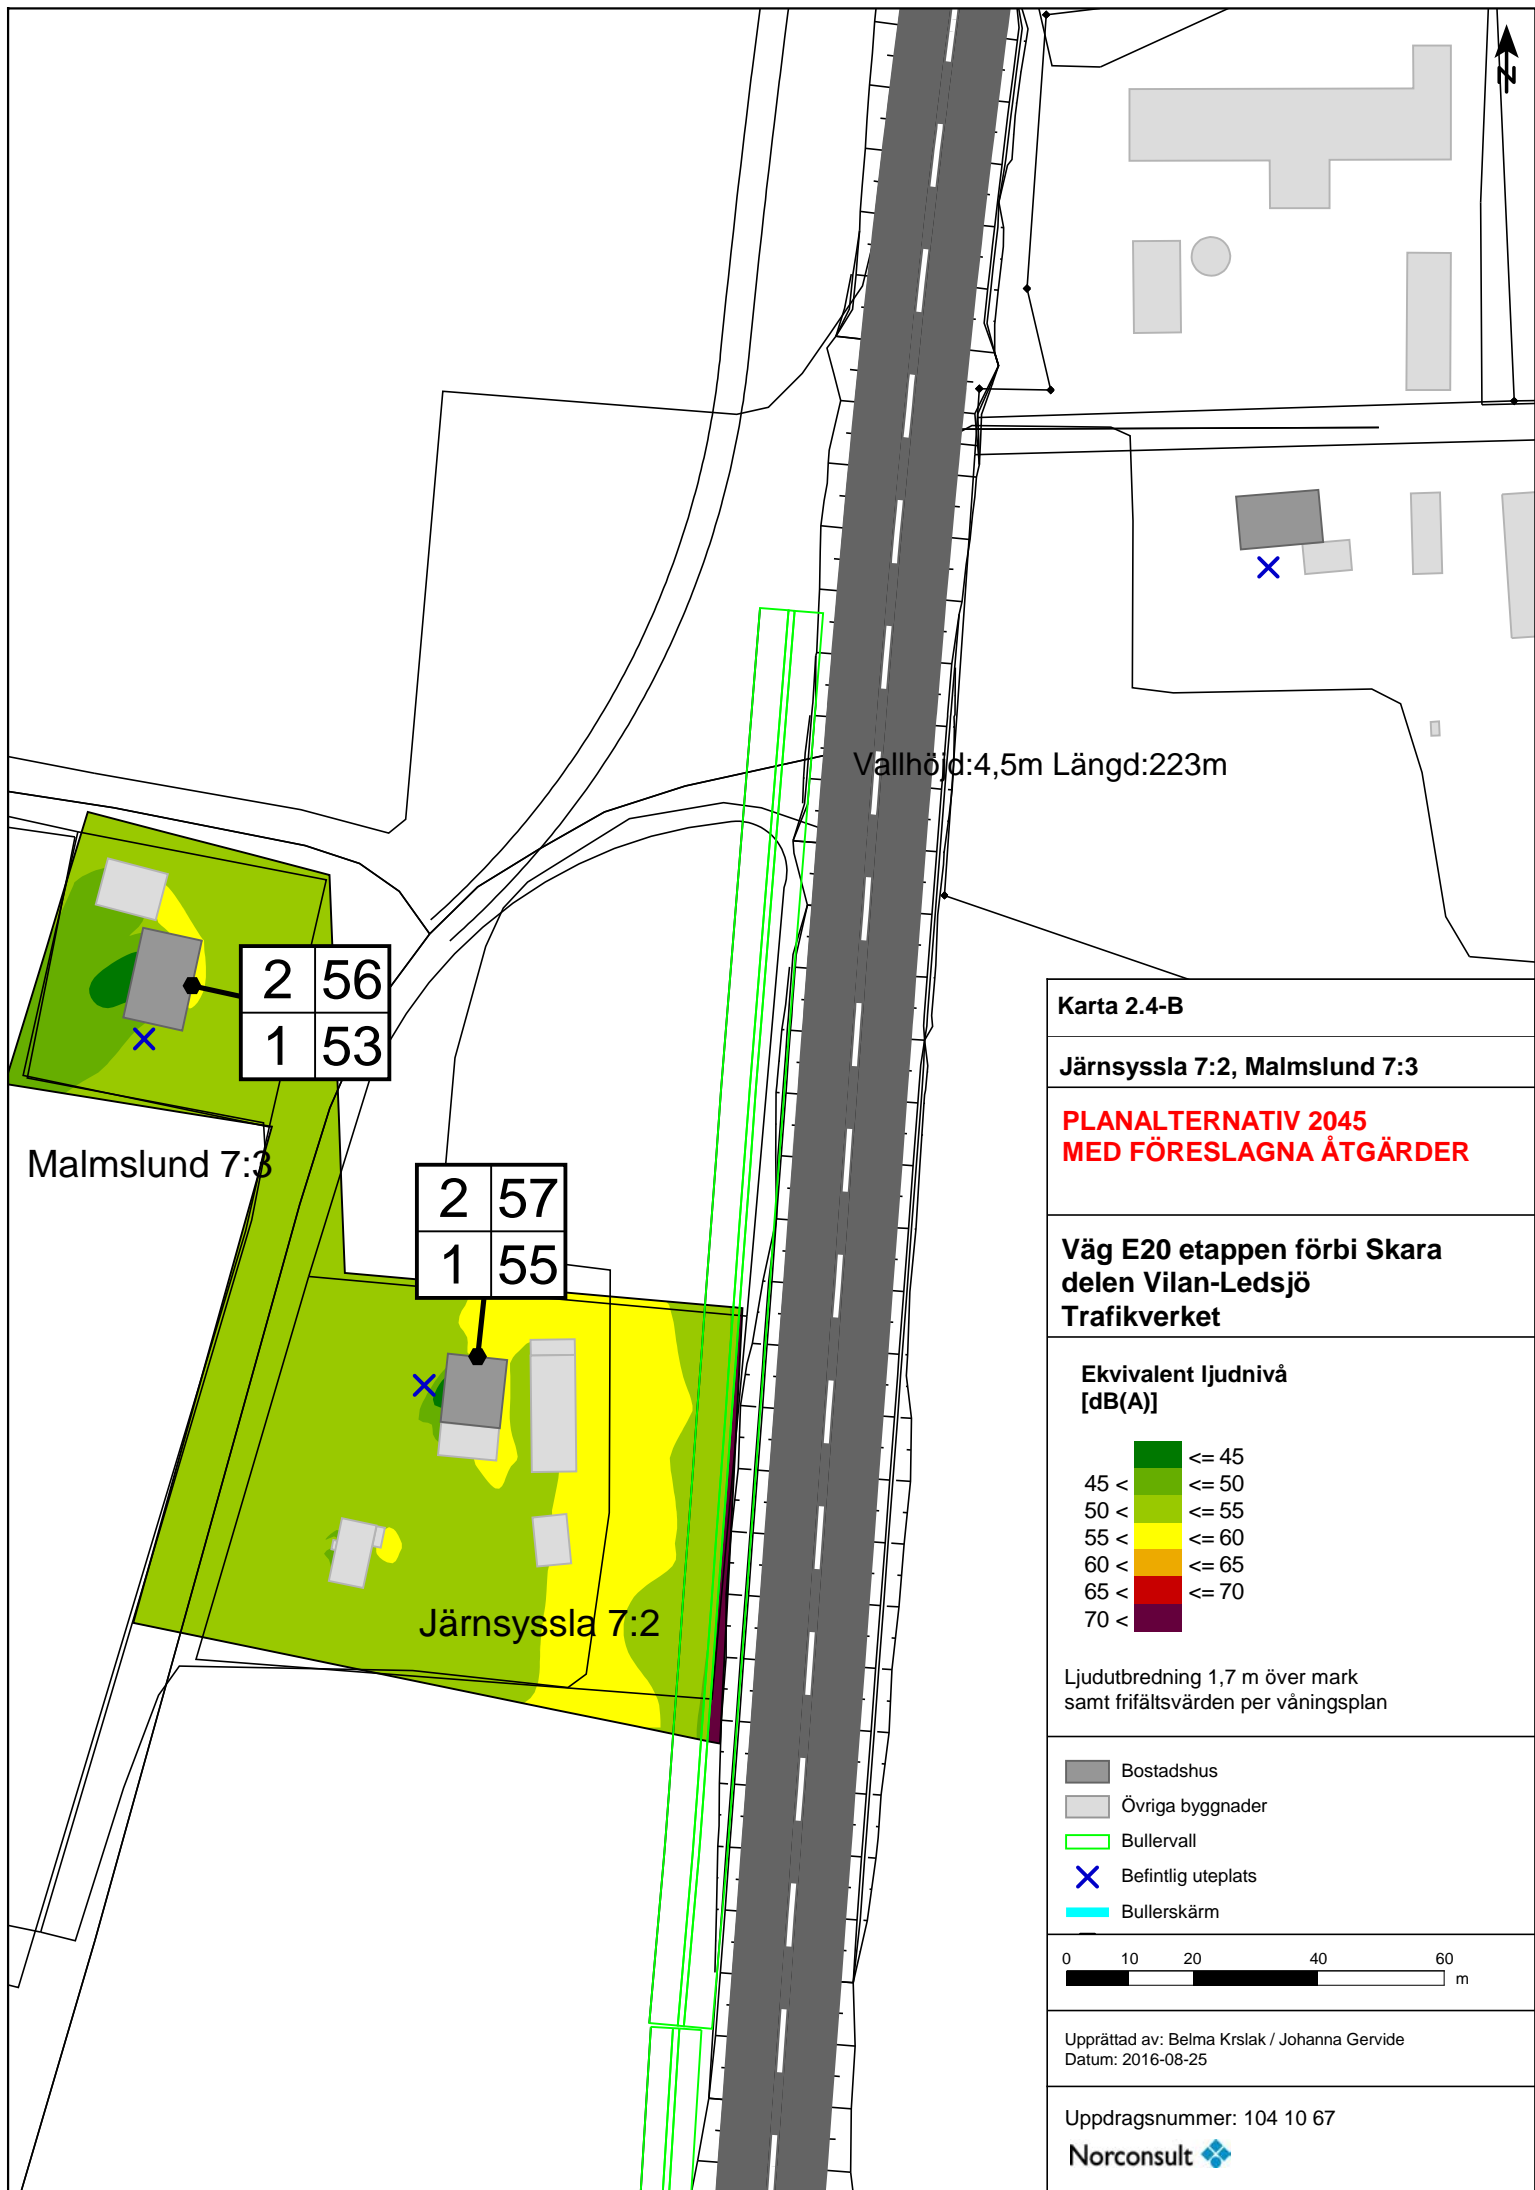 N
Vallhöjd:4,5m Längd:223m
2 56
1 53
Malmslund 7:3
2 57
1 55
Järnsyssla 7:2
Karta 2.4-B
Järnsyssla 7:2, Malmslund 7:3
PLANALTERNATIV 2045
MED FÖRESLAGNA ÅTGÄRDER
Väg E20 etappen förbi Skara
delen Vilan-Ledsjö
Trafikverket
Ekvivalent ljudnivå
[dB(A)]
<= 45
45 < <= 50
50 < <= 55
55 < <= 60
60 < <= 65
65 < <= 70
70 <
Ljudutbredning 1,7 m över mark
samt frifältsvärden per våningsplan
Bostadshus
Övriga byggnader
Bullervall
Befintlig uteplats
Bullerskärm
0 10 20 40 60
m
Upprättad av: Belma Krslak / Johanna Gervide
Datum: 2016-08-25
Uppdragsnummer: 104 10 67
Norconsult